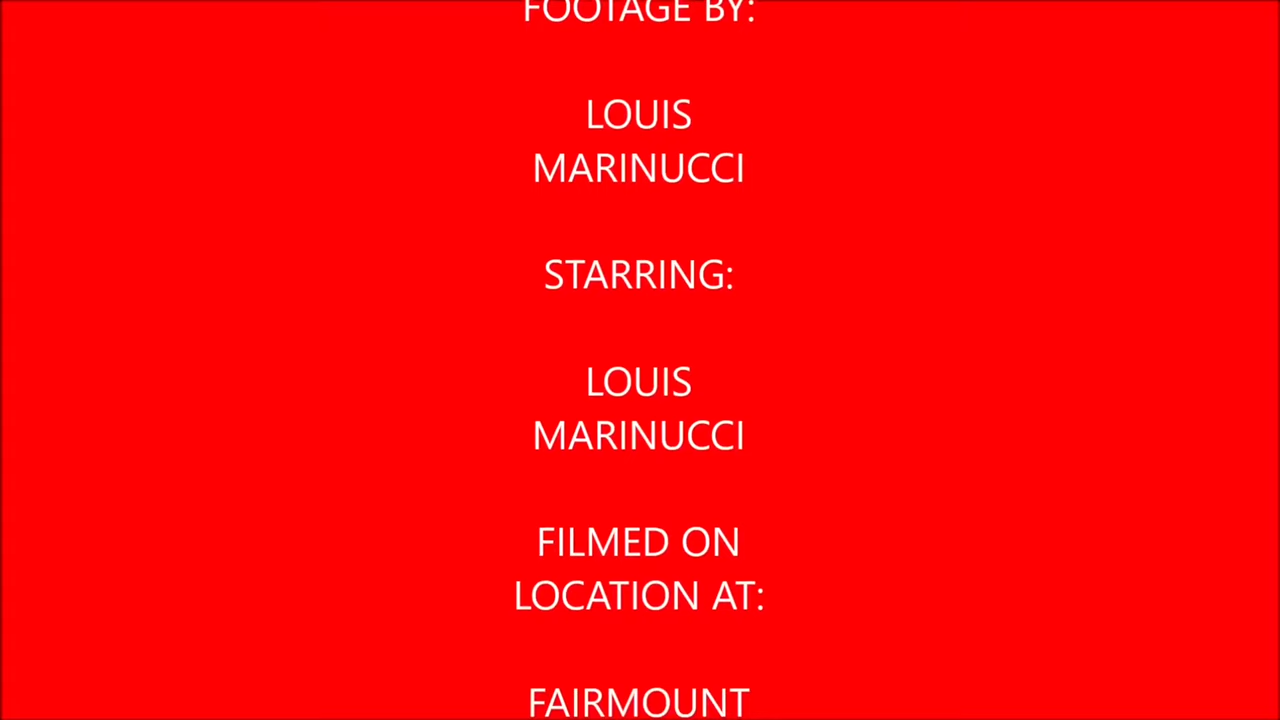 FOOTAGE BY:
LOUIS
MARINUCCI
STARRING:
LOUIS
MARINUCCI
FILMED ON
LOCATION AT:
FAIRMOUNT